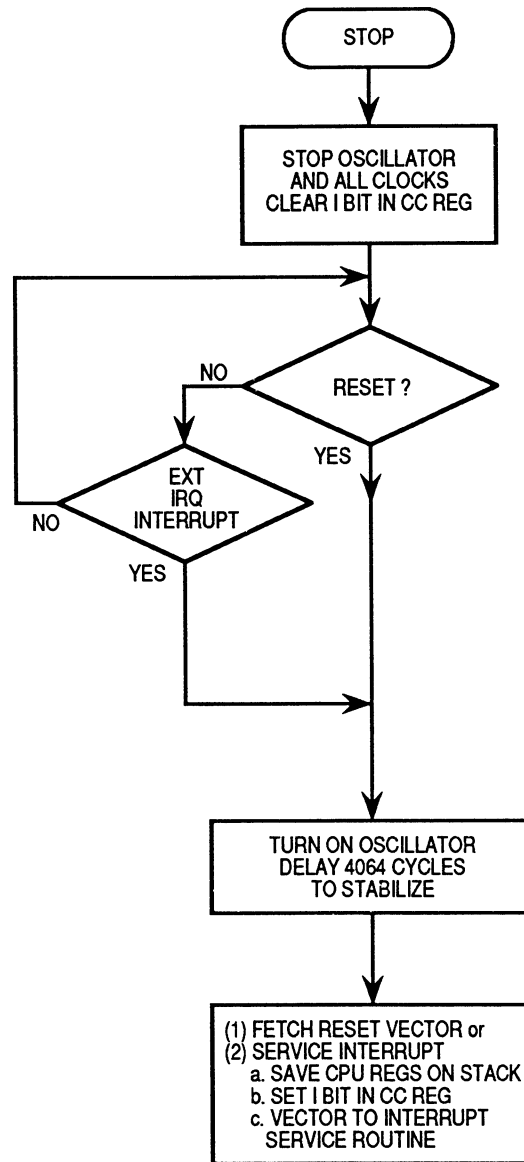 STOP
STOP OSCILLATOR
AND ALL CLOCKS
CLEAR I BIT IN CC REG
RESET ?
NO
YES
EXT
IRQ
INTERRUPT
NO
YES
TURN ON OSCILLATOR
DELAY 4064 CYCLES
TO STABILIZE
(1) FETCH RESET VECTOR or
(2) SERVICE INTERRUPT
a. SAVE CPU REGS ON STACK
b. SET I BIT IN CC REG
c. VECTOR TO INTERRUPT
SERVICE ROUTINE